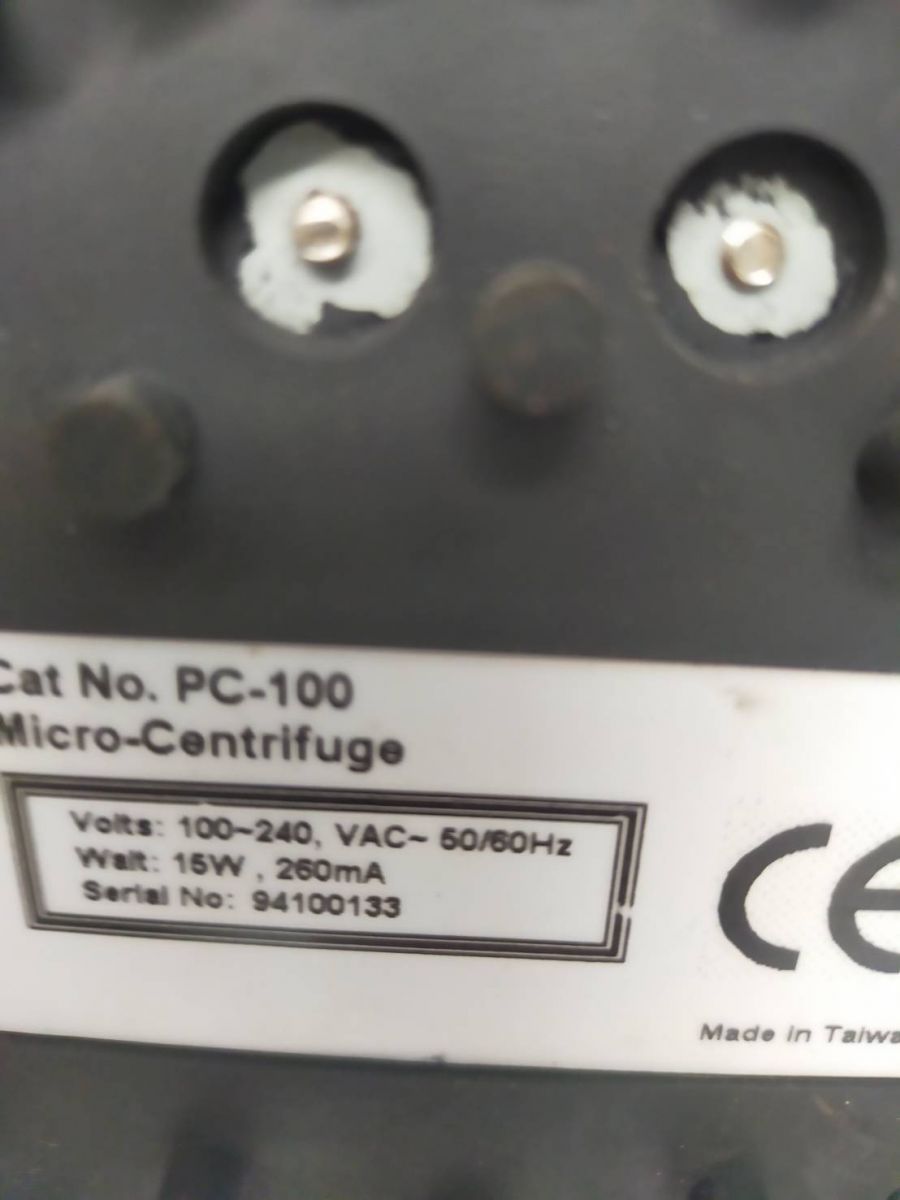 Cat No. PC-100
Micro-Centrifuge
Volts: 100~240, VAC~ 50/60Hz
Watt: 15W , 260mA
Serial No: 94100133
CE
Made in Taiwa